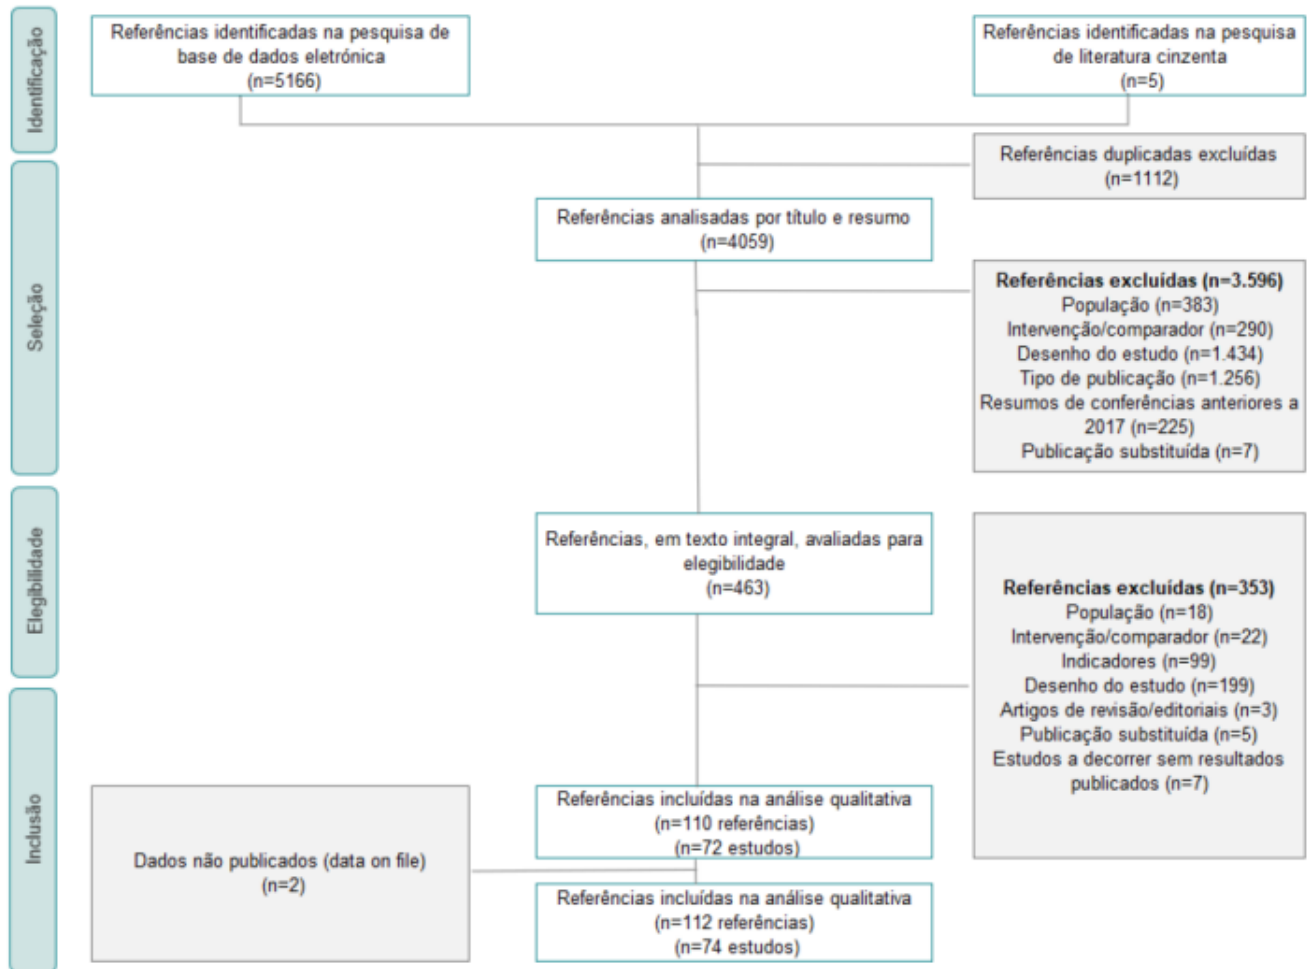 Identificação
Referências identificadas na pesquisa de
base de dados eletrónica
(n=5166)
Referências identificadas na pesquisa
de literatura cinzenta
(n=5)
Seleção
Referências duplicadas excluídas
(n=1112)
Referências analisadas por título e resumo
(n=4059)
Referências excluídas (n=3.596)
População (n=383)
Intervenção/comparador (n=290)
Desenho do estudo (n=1.434)
Tipo de publicação (n=1.256)
Resumos de conferências anteriores a
2017 (n=225)
Publicação substituída (n=7)
Elegibilidade
Referências, em texto integral, avaliadas para
elegibilidade
(n=463)
Referências excluídas (n=353)
População (n=18)
Intervenção/comparador (n=22)
Indicadores (n=99)
Desenho do estudo (n=199)
Artigos de revisão/editoriais (n=3)
Publicação substituída (n=5)
Estudos a decorrer sem resultados
publicados (n=7)
Inclusão
Referências incluídas na análise qualitativa
(n=110 referências)
(n=72 estudos)
Dados não publicados (data on file)
(n=2)
Referências incluídas na análise qualitativa
(n=112 referências)
(n=74 estudos)